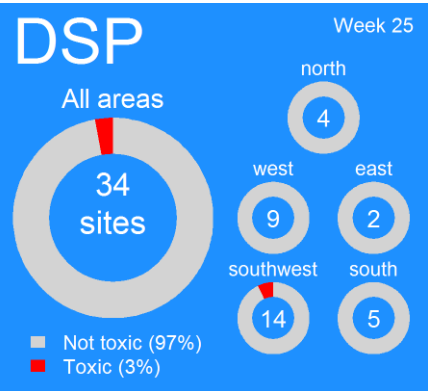 DSP
Week 25
All areas
34
sites
north
4
west
9
east
2
southwest
14
south
5
Not toxic (97%)
Toxic (3%)